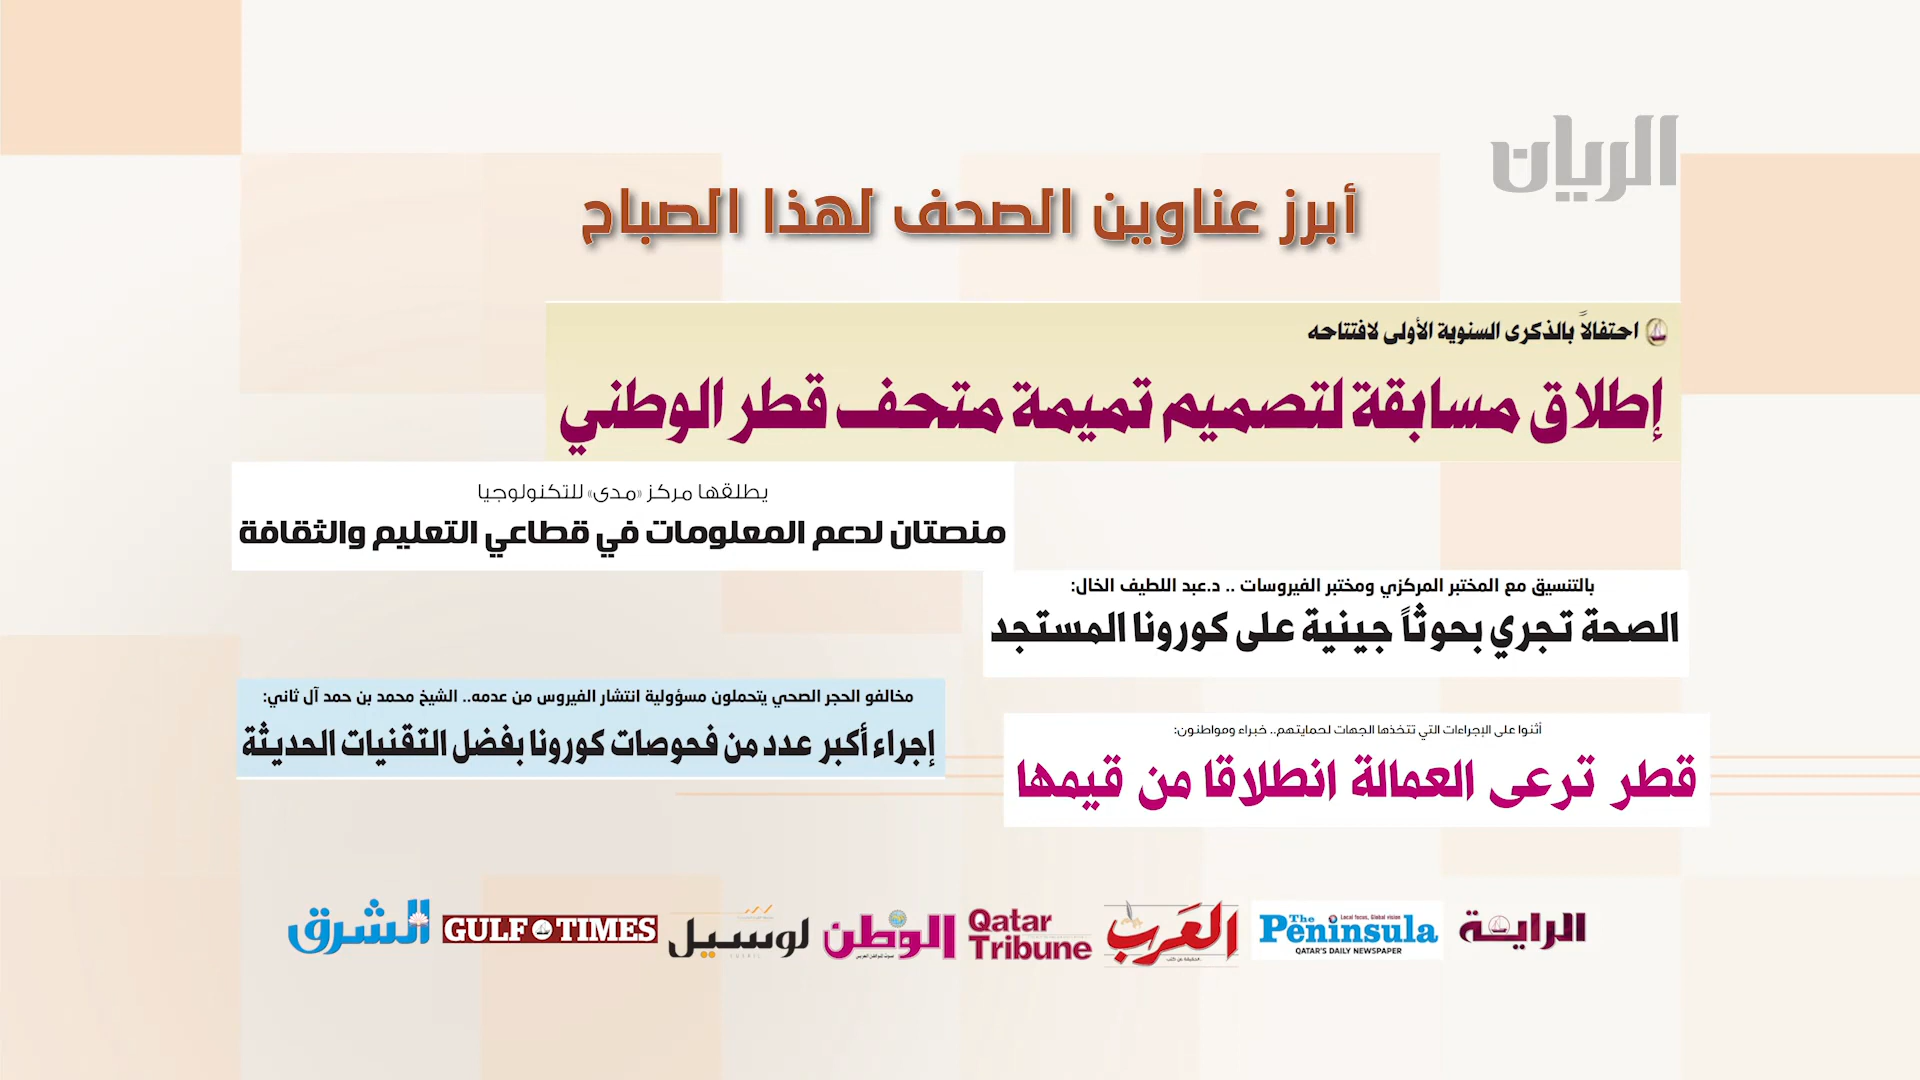 الريان
أبرز عناوين الصحف لهذا الصباح
احتفالاً بالذكرى السنوية الأولى لافتتاحه
إطلاق مسابقة لتصميم تميمة متحف قطر الوطني
يطلقها مركز «مدى» للتكنولوجيا
منصتان لدعم المعلومات في قطاعي التعليم والثقافة
بالتنسيق مع المختبر المركزي ومختبر الفيروسات .. د.عبد اللطيف الخال:
الصحة تجري بحوثاً جينية على كورونا المستجد
مخالفو الحجر الصحي يتحملون مسؤولية انتشار الفيروس من عدمه.. الشيخ محمد بن حمد آل ثاني:
إجراء أكبر عدد من فحوصات كورونا بفضل التقنيات الحديثة
أثنوا على الإجراءات التي تتخذها الجهات لحمايتهم.. خبراء ومواطنون:
قطر ترعى العمالة انطلاقا من قيمها
الراية
The Peninsula
Local focus, Global vision
QATAR'S DAILY NEWSPAPER
العرب
Qatar Tribune
الوطن
لوسيل
GULF TIMES
الشرق